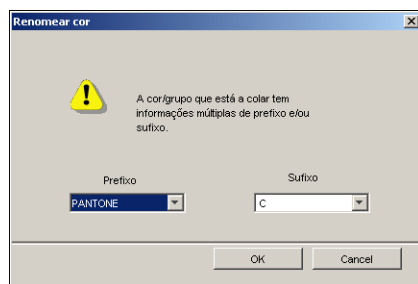 Renomear cor
A cor/grupo que está a colar tem
informações múltiplas de prefixo e/ou
sufixo.
Prefixo
Sufixo
PANTONE
C
OK
Cancel